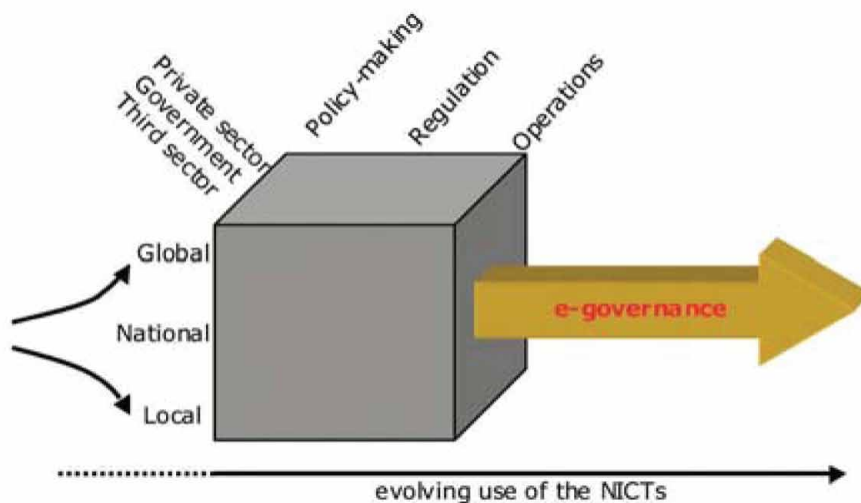 Private sector
Government
Third sector
Policy-making
Regulation
Operations
Global
National
Local
e-governance
evolving use of the NICTs